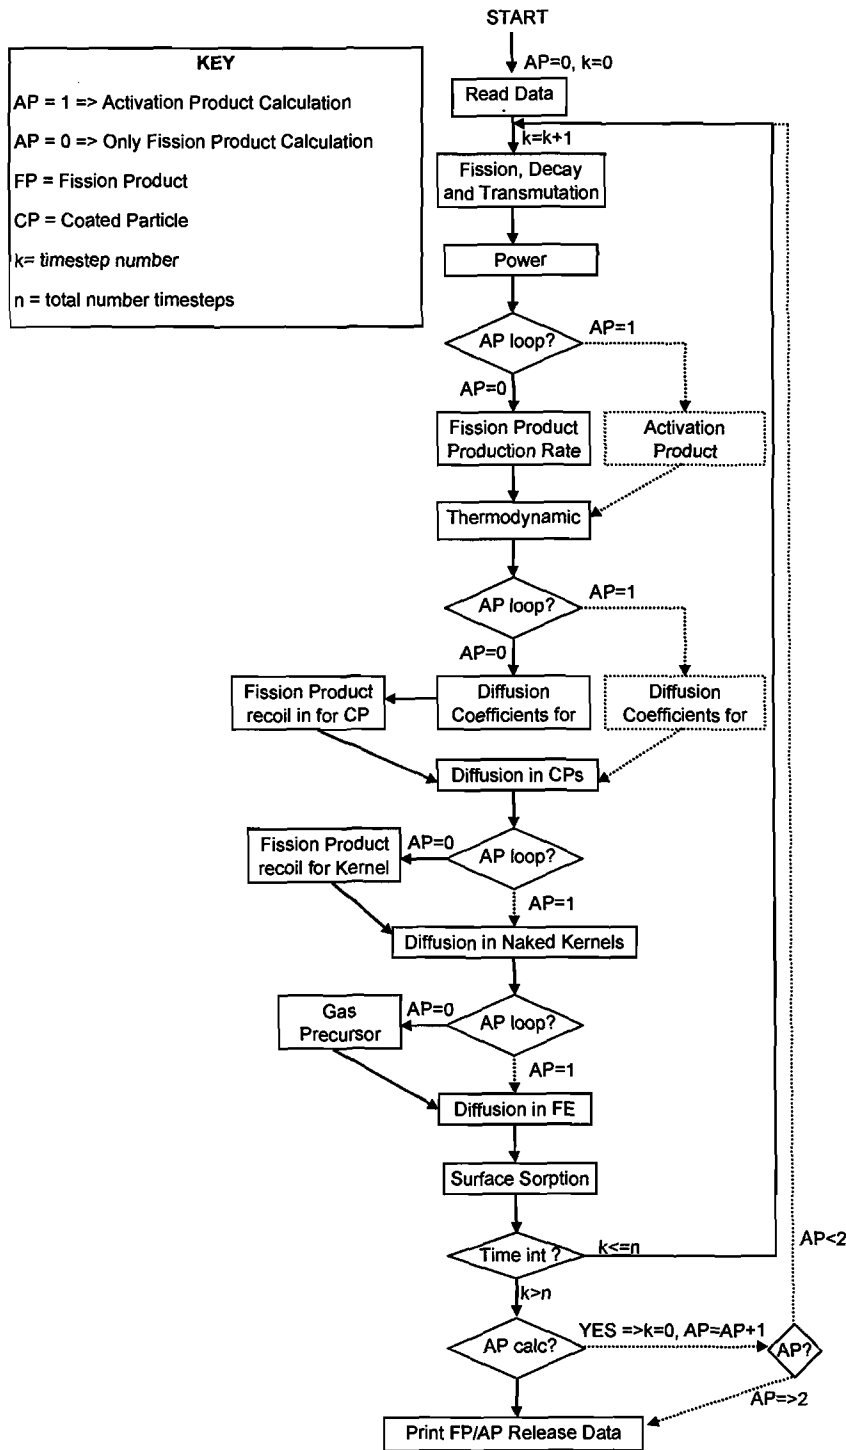 START
KEY
AP = 1 => Activation Product Calculation
AP = 0 => Only Fission Product Calculation
FP = Fission Product
CP = Coated Particle
k= timestep number
n = total number timesteps
AP=0, k=0
Read Data
k=k+1
Fission, Decay
and Transmutation
Power
AP loop?
AP=1
AP=0
Fission Product
Production Rate
Activation
Product
Thermodynamic
AP loop?
AP=1
AP=0
Fission Product
recoil in for CP
Diffusion
Coefficients for
Diffusion
Coefficients for
Diffusion in CPs
Fission Product
recoil for Kernel
AP=0
AP loop?
AP=1
Diffusion in Naked Kernels
Gas
Precursor
AP=0
AP loop?
AP=1
Diffusion in FE
Surface Sorption
Time int ?
k<=n
AP<2
k>n
AP calc?
YES =>k=0, AP=AP+1
AP?
AP=>2
Print FP/AP Release Data